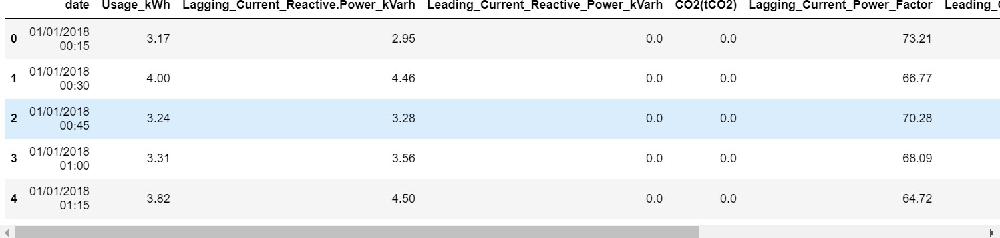 date Usage_kWh Lagging_Current_Reactive.Power_kVarh Leading_Current_Reactive_Power_kVarh CO2(tCO2) Lagging_Current_Power_Factor Leading_
0 01/01/2018 3.17 2.95 0.0 0.0 73.21
00:15
1 01/01/2018 4.00 4.46 0.0 0.0 66.77
00:30
2 01/01/2018 3.24 3.28 0.0 0.0 70.28
00:45
3 01/01/2018 3.31 3.56 0.0 0.0 68.09
01:00
4 01/01/2018 3.82 4.50 0.0 0.0 64.72
01:15